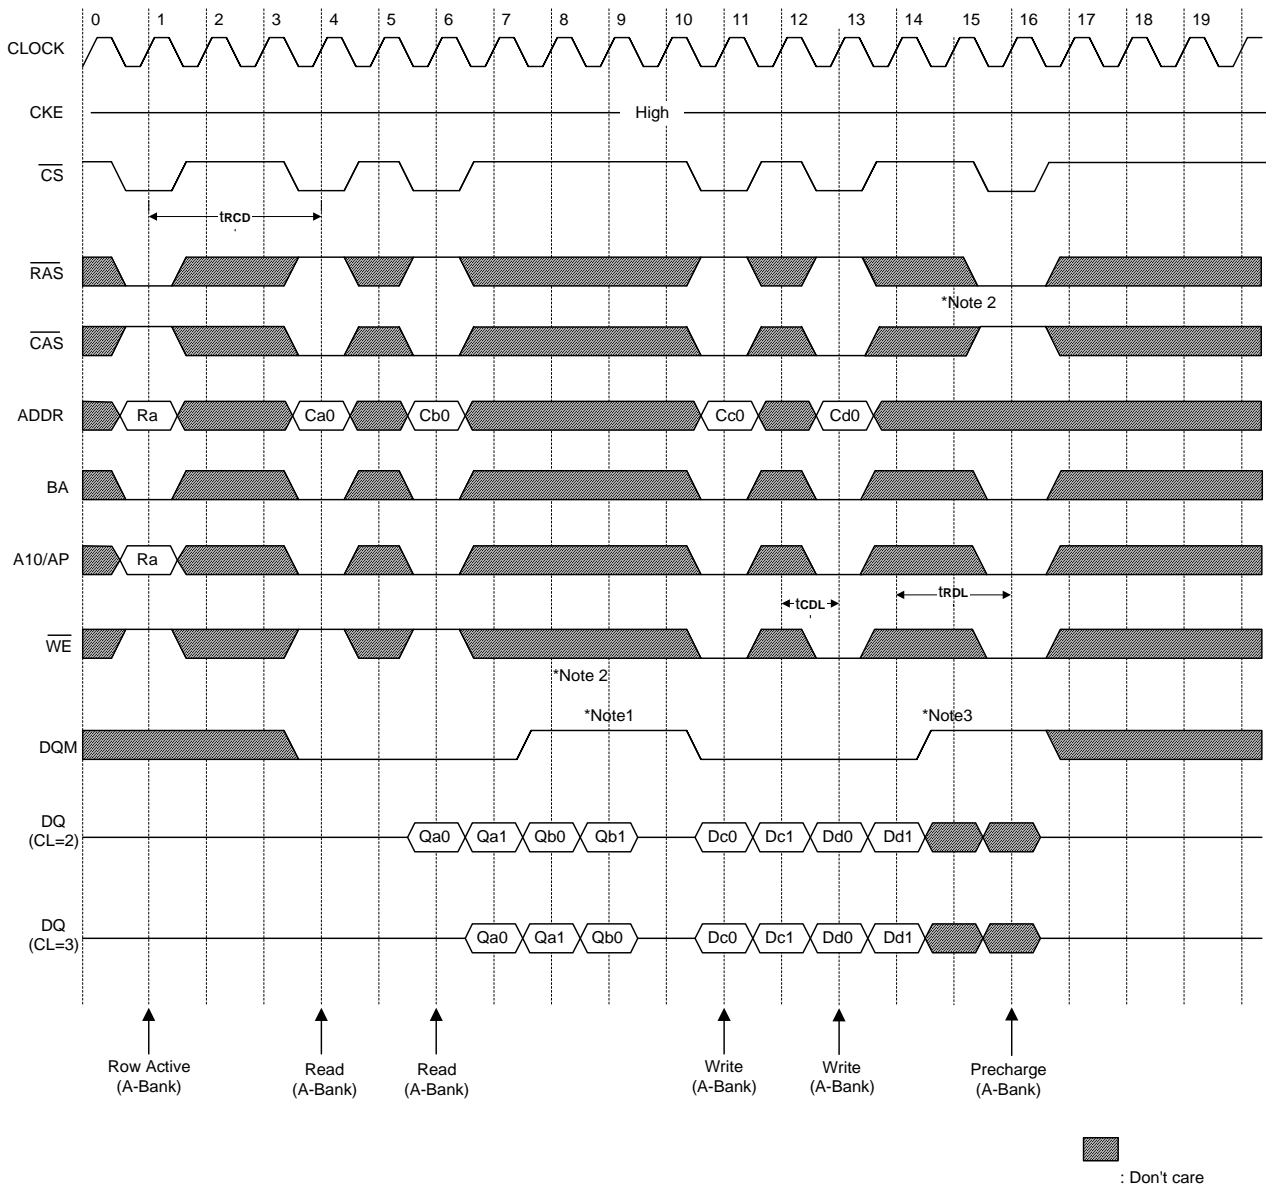 0 1 2 3 4 5 6 7 8 9 10 11 12 13 14 15 16 17 18 19
CLOCK
CKE High
CS
tRCD
RAS
*Note 2
CAS
ADDR Ra Ca0 Cb0 Cc0 Cd0
BA
A10/AP Ra
tCDL tRDL
WE
*Note 2
*Note1 *Note3
DQM
DQ
(CL=2) Qa0 Qa1 Qb0 Qb1 Dc0 Dc1 Dd0 Dd1
DQ
(CL=3) Qa0 Qa1 Qb0 Dc0 Dc1 Dd0 Dd1
Row Active
(A-Bank)
Read
(A-Bank)
Read
(A-Bank)
Write
(A-Bank)
Write
(A-Bank)
Precharge
(A-Bank)
: Don't care